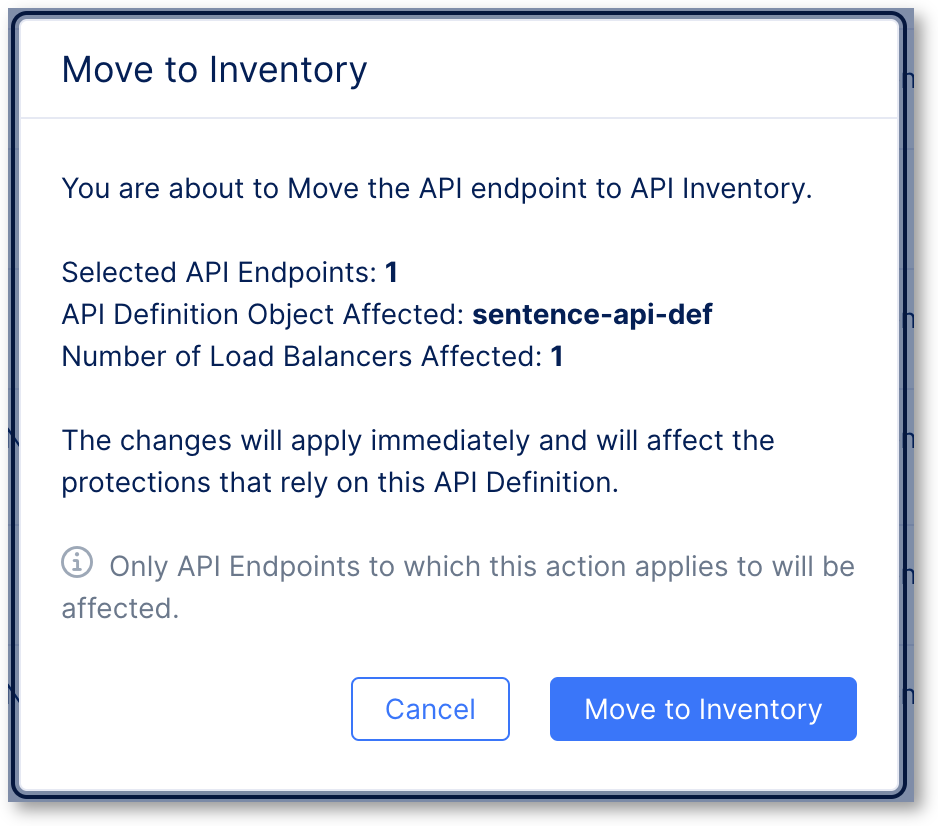 Move to Inventory
You are about to Move the API endpoint to API Inventory.
Selected API Endpoints: 1
API Definition Object Affected: sentence-api-def
Number of Load Balancers Affected: 1
The changes will apply immediately and will affect the
protections that rely on this API Definition.
Only API Endpoints to which this action applies to will be
affected.
Cancel
Move to Inventory